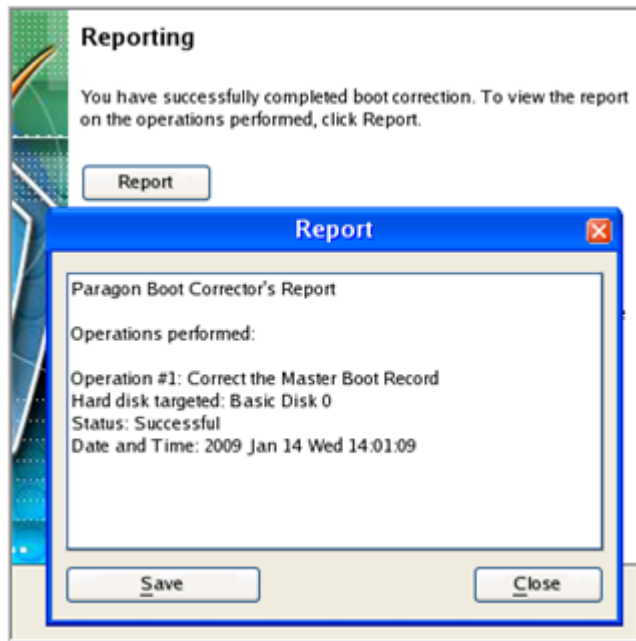 Reporting
You have successfully completed boot correction. To view the report
on the operations performed, click Report.
Report
Report
Paragon Boot Corrector's Report
Operations performed:
Operation #1: Correct the Master Boot Record
Hard disk targeted: Basic Disk 0
Status: Successful
Date and Time: 2009 Jan 14 Wed 14:01:09
Save
Close